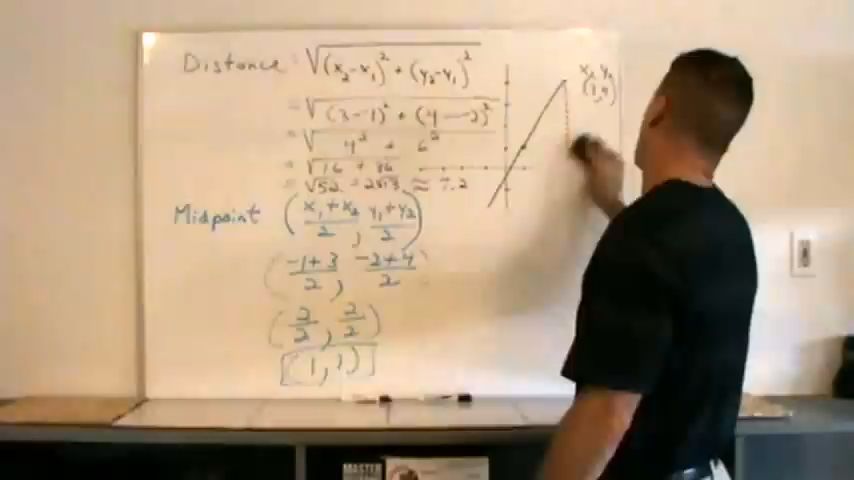 Distance = √(x₂-x₁)² + (y₂-y₁)²
= √(3--1)² + (4--2)²
= √4² + 6²
= √16 + 36
= √52 = 2√13 ≈ 7.2
Midpoint (x₁+x₂/2, y₁+y₂/2)
(-1+3/2, -2+4/2)
(2/2, 2/2)
(1,1)
x₂ y₂
(3,4)
MASTER